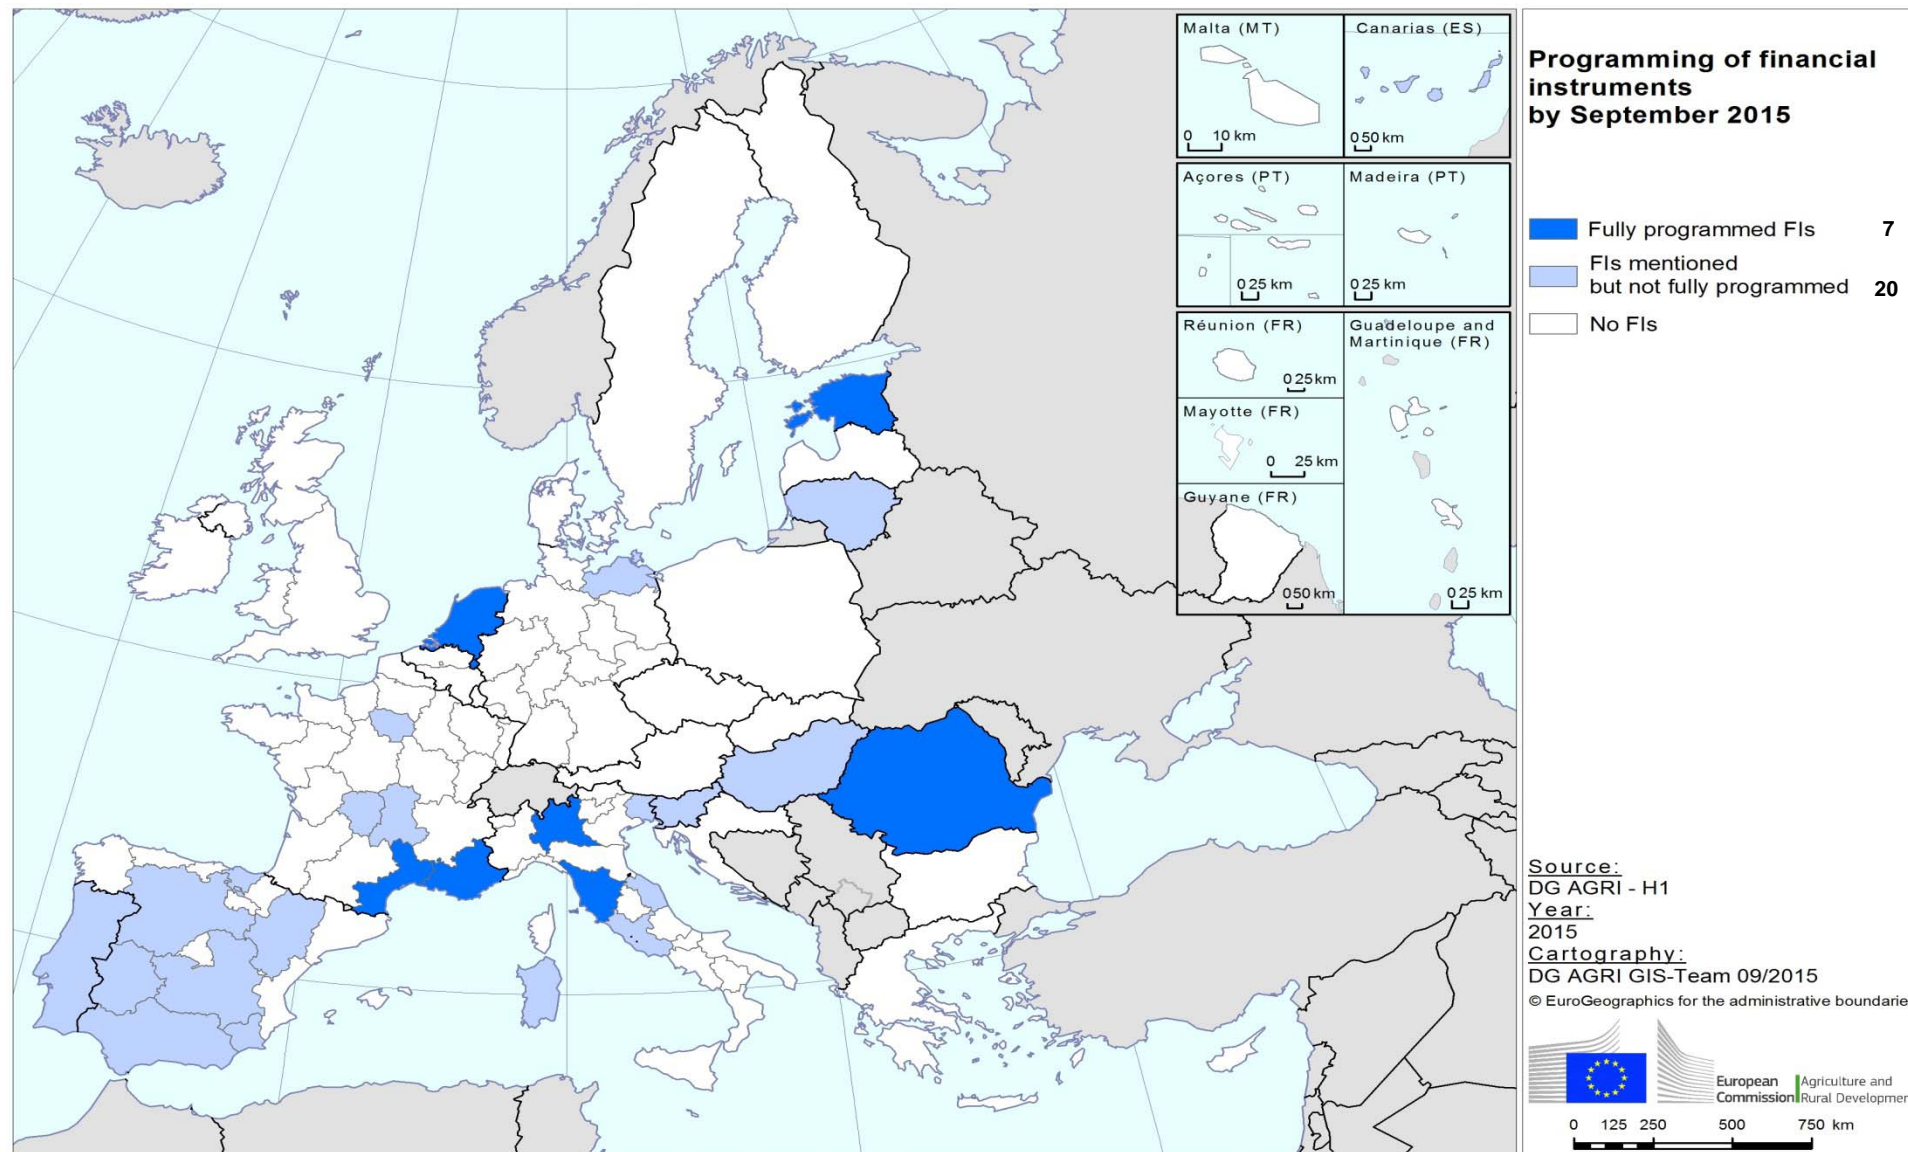 Malta (MT)
0 10 km
Canarias (ES)
0 50 km
Açores (PT)
0 25 km
Madeira (PT)
0 25 km
Réunion (FR)
0 25 km
Mayotte (FR)
0 25 km
Guyane (FR)
0 50 km
Guadeloupe and
Martinique (FR)
0 25 km
Programming of financial
instruments
by September 2015
Fully programmed FIs 7
FIs mentioned
but not fully programmed 20
No FIs
Source:
DG AGRI - H1
Year:
2015
Cartography:
DG AGRI GIS-Team 09/2015
© EuroGeographics for the administrative boundarie
European
Commission
Agriculture and
Rural Developmen
0 125 250 500 750 km